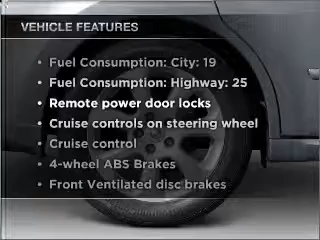 VEHICLE FEATURES
• Fuel Consumption: City: 19
• Fuel Consumption: Highway: 25
• Remote power door locks
• Cruise controls on steering wheel
• Cruise control
• 4-wheel ABS Brakes
• Front Ventilated disc brakes